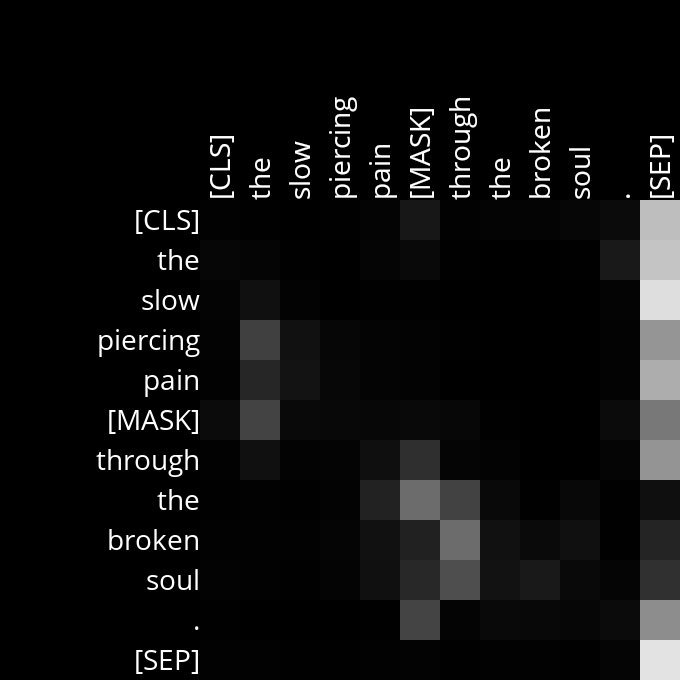 [CLS]
the
slow
piercing
pain
[MASK]
through
the
broken
soul
.
[SEP]
[CLS]
the
slow
piercing
pain
[MASK]
through
the
broken
soul
.
[SEP]